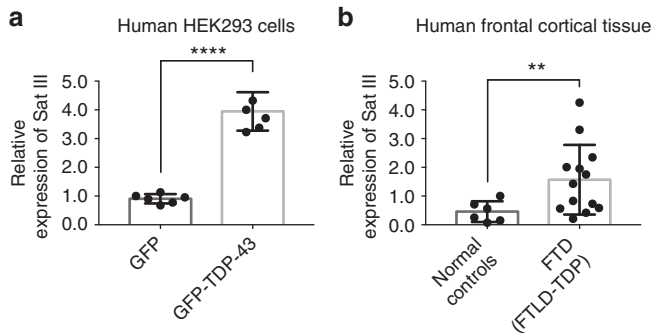 a
Human HEK293 cells
****
Relative
expression of Sat III
5.0
4.0
3.0
2.0
1.0
0.0
GFP
GFP-TDP-43
b
Human frontal cortical tissue
**
Relative
expression of Sat III
5.0
4.0
3.0
2.0
1.0
0.0
Normal
controls
FTD
(FTLD-TDP)